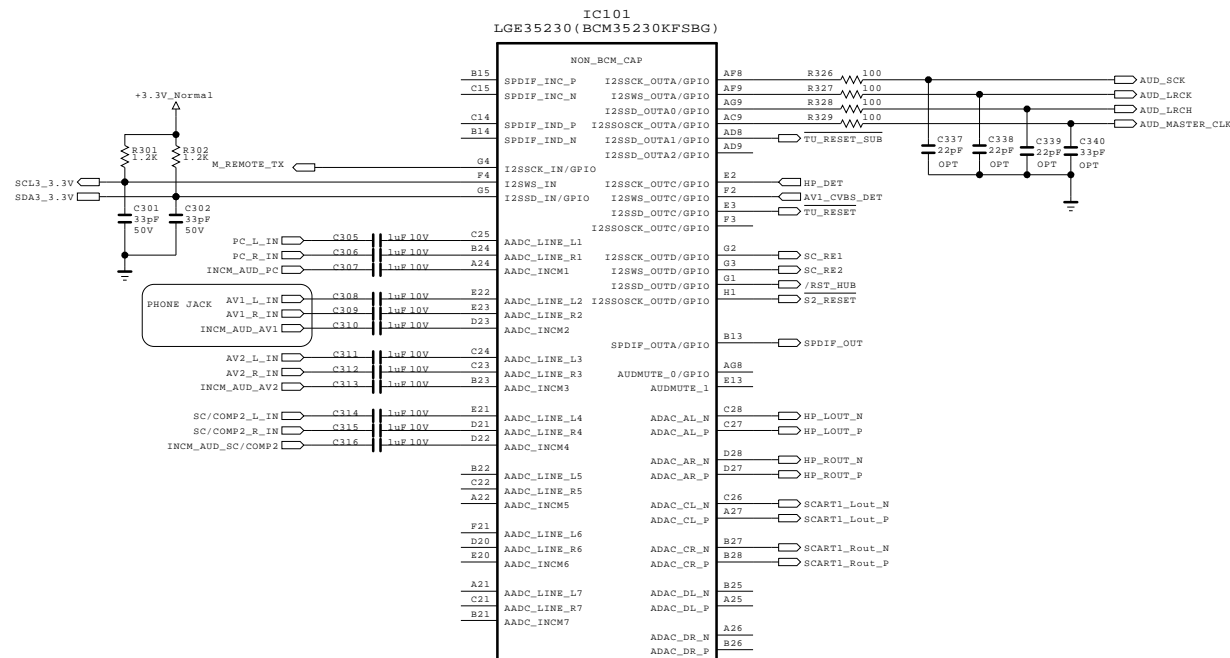 IC101
LGE35230(BCM35230KFSBG)
NON_BCM_CAP
+3.3V_Normal
R301
1.2K
R302
1.2K
M_REMOTE_TX
SCL3_3.3V
SDA3_3.3V
C301
33pF
50V
C302
33pF
50V
B15 SPDIF_INC_P
C15 SPDIF_INC_N
C14 SPDIF_IND_P
B14 SPDIF_IND_N
G4 I2SSCK_IN/GPIO
F4 I2SWS_IN
G5 I2SSD_IN/GPIO
PC_L_IN C305 1uF 10V C25 AADC_LINE_L1
PC_R_IN C306 1uF 10V B24 AADC_LINE_R1
INCM_AUD_PC C307 1uF 10V A24 AADC_INCM1
PHONE JACK
AV1_L_IN C308 1uF 10V E22 AADC_LINE_L2
AV1_R_IN C309 1uF 10V E23 AADC_LINE_R2
INCM_AUD_AV1 C310 1uF 10V D23 AADC_INCM2
AV2_L_IN C311 1uF 10V C24 AADC_LINE_L3
AV2_R_IN C312 1uF 10V C23 AADC_LINE_R3
INCM_AUD_AV2 C313 1uF 10V B23 AADC_INCM3
SC/COMP2_L_IN C314 1uF 10V E21 AADC_LINE_L4
SC/COMP2_R_IN C315 1uF 10V D21 AADC_LINE_R4
INCM_AUD_SC/COMP2 C316 1uF 10V D22 AADC_INCM4
B22 AADC_LINE_L5
C22 AADC_LINE_R5
A22 AADC_INCM5
F21 AADC_LINE_L6
D20 AADC_LINE_R6
E20 AADC_INCM6
A21 AADC_LINE_L7
C21 AADC_LINE_R7
B21 AADC_INCM7
I2SSCK_OUTA/GPIO AF8 R326 100 AUD_SCK
I2SWS_OUTA/GPIO AF9 R327 100 AUD_LRCK
I2SSD_OUTA0/GPIO AG9 R328 100 AUD_LRCH
I2SSOSCK_OUTA/GPIO AC9 R329 100 AUD_MASTER_CLK
I2SSD_OUTA1/GPIO AD8 TU_RESET_SUB
I2SSD_OUTA2/GPIO AD9
C337
22pF
OPT
C338
22pF
OPT
C339
22pF
OPT
C340
33pF
OPT
I2SSCK_OUTC/GPIO E2 HP_DET
I2SWS_OUTC/GPIO F2 AV1_CVBS_DET
I2SSD_OUTC/GPIO E3 TU_RESET
I2SSOSCK_OUTC/GPIO F3
I2SSCK_OUTD/GPIO G2 SC_RE1
I2SWS_OUTD/GPIO G3 SC_RE2
I2SSD_OUTD/GPIO G1 /RST_HUB
I2SSOSCK_OUTD/GPIO H1 S2_RESET
SPDIF_OUTA/GPIO B13 SPDIF_OUT
AUDMUTE_0/GPIO AG8
AUDMUTE_1 E13
ADAC_AL_N C28 HP_LOUT_N
ADAC_AL_P C27 HP_LOUT_P
ADAC_AR_N D28 HP_ROUT_N
ADAC_AR_P D27 HP_ROUT_P
ADAC_CL_N C26 SCART1_Lout_N
ADAC_CL_P A27 SCART1_Lout_P
ADAC_CR_N B27 SCART1_Rout_N
ADAC_CR_P B28 SCART1_Rout_P
ADAC_DL_N B25
ADAC_DL_P A25
ADAC_DR_N A26
ADAC_DR_P B26